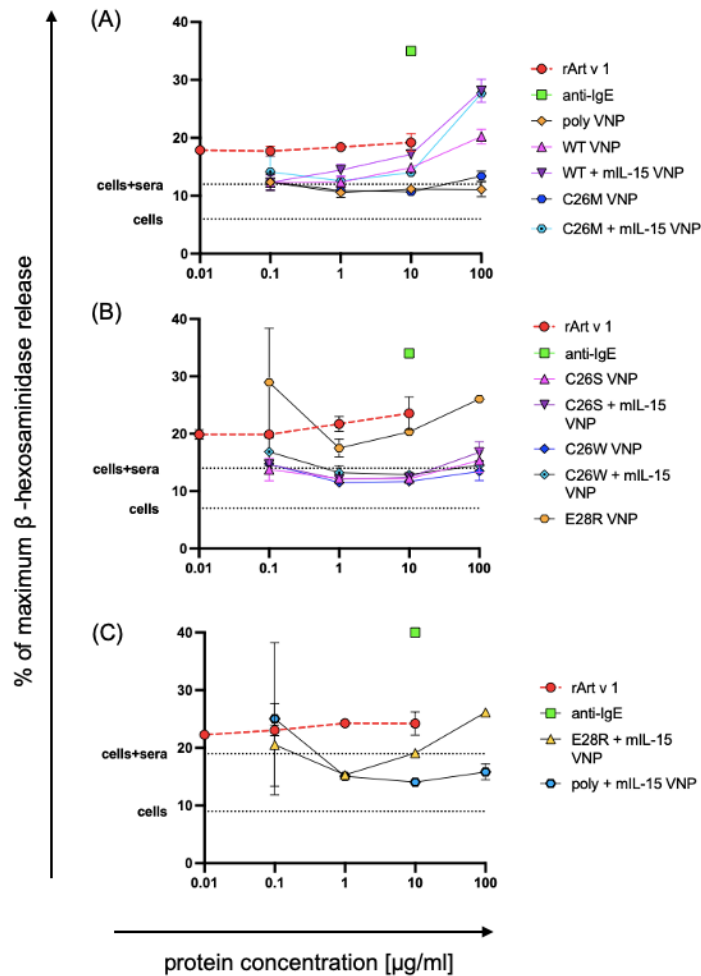 % of maximum β -hexosaminidase release
(A)
40
30
20
10
0
cells+sera
cells
0.01 0.1 1 10 100
rArt v 1
anti-IgE
poly VNP
WT VNP
WT + mIL-15 VNP
C26M VNP
C26M + mIL-15 VNP
(B)
40
30
20
10
0
cells+sera
cells
0.01 0.1 1 10 100
rArt v 1
anti-IgE
C26S VNP
C26S + mIL-15
VNP
C26W VNP
C26W + mIL-15
VNP
E28R VNP
(C)
40
30
20
10
0
cells+sera
cells
0.01 0.1 1 10 100
rArt v 1
anti-IgE
E28R + mIL-15
VNP
poly + mIL-15 VNP
protein concentration [µg/ml]